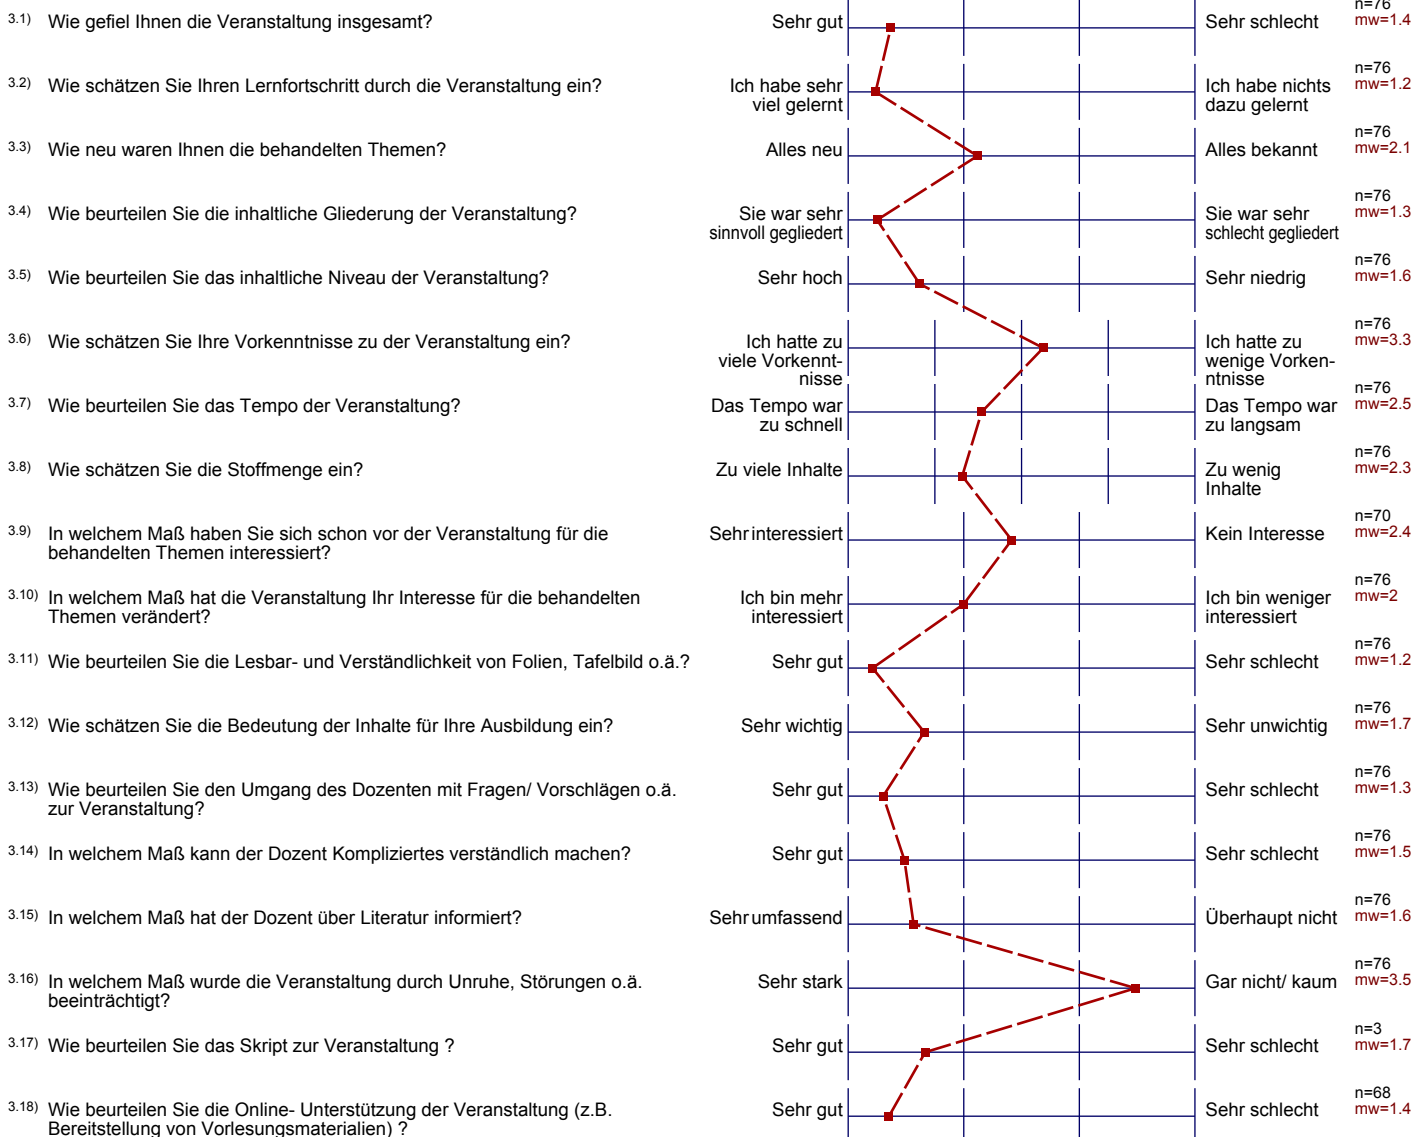 3.1) Wie gefiel Ihnen die Veranstaltung insgesamt? Sehr gut Sehr schlecht n=76
mw=1.4
3.2) Wie schätzen Sie Ihren Lernfortschritt durch die Veranstaltung ein? Ich habe sehr Ich habe nichts n=76
viel gelernt dazu gelernt mw=1.2
3.3) Wie neu waren Ihnen die behandelten Themen? Alles neu Alles bekannt n=76
mw=2.1
3.4) Wie beurteilen Sie die inhaltliche Gliederung der Veranstaltung? Sie war sehr Sie war sehr n=76
sinnvoll gegliedert schlecht gegliedert mw=1.3
3.5) Wie beurteilen Sie das inhaltliche Niveau der Veranstaltung? Sehr hoch Sehr niedrig n=76
mw=1.6
3.6) Wie schätzen Sie Ihre Vorkenntnisse zu der Veranstaltung ein? Ich hatte zu Ich hatte zu n=76
viele Vorkennt- wenige Vorken- mw=3.3
nisse ntnisse
3.7) Wie beurteilen Sie das Tempo der Veranstaltung? Das Tempo war Das Tempo war n=76
zu schnell zu langsam mw=2.5
3.8) Wie schätzen Sie die Stoffmenge ein? Zu viele Inhalte Zu wenig n=76
Inhalte mw=2.3
3.9) In welchem Maß haben Sie sich schon vor der Veranstaltung für die Sehr interessiert Kein Interesse n=70
behandelten Themen interessiert? mw=2.4
3.10) In welchem Maß hat die Veranstaltung Ihr Interesse für die behandelten Ich bin mehr Ich bin weniger n=76
Themen verändert? interessiert interessiert mw=2
3.11) Wie beurteilen Sie die Lesbar- und Verständlichkeit von Folien, Tafelbild o.ä.? Sehr gut Sehr schlecht n=76
mw=1.2
3.12) Wie schätzen Sie die Bedeutung der Inhalte für Ihre Ausbildung ein? Sehr wichtig Sehr unwichtig n=76
mw=1.7
3.13) Wie beurteilen Sie den Umgang des Dozenten mit Fragen/ Vorschlägen o.ä. Sehr gut Sehr schlecht n=76
zur Veranstaltung? mw=1.3
3.14) In welchem Maß kann der Dozent Kompliziertes verständlich machen? Sehr gut Sehr schlecht n=76
mw=1.5
3.15) In welchem Maß hat der Dozent über Literatur informiert? Sehr umfassend Überhaupt nicht n=76
mw=1.6
3.16) In welchem Maß wurde die Veranstaltung durch Unruhe, Störungen o.ä. Sehr stark Gar nicht/ kaum n=76
beeinträchtigt? mw=3.5
3.17) Wie beurteilen Sie das Skript zur Veranstaltung ? Sehr gut Sehr schlecht n=3
mw=1.7
3.18) Wie beurteilen Sie die Online- Unterstützung der Veranstaltung (z.B. Sehr gut Sehr schlecht n=68
Bereitstellung von Vorlesungsmaterialien) ? mw=1.4